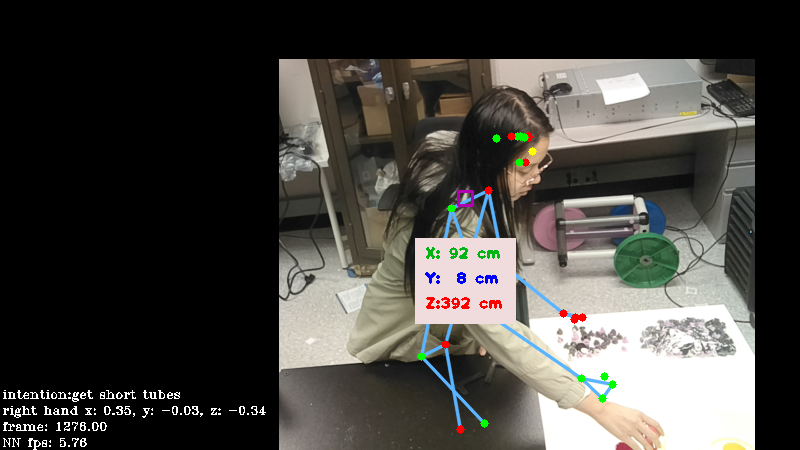 X: 92 cm
Y: 8 cm
Z:392 cm
intention:get short tubes
right hand x: 0.35, y: -0.03, z: -0.34
frame: 1276.00
NN fps: 5.76